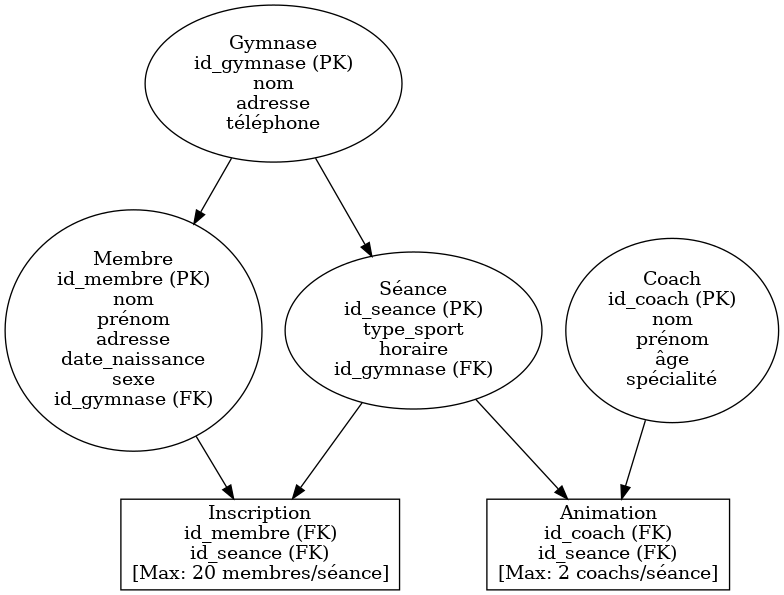 Gymnase
id_gymnase (PK)
nom
adresse
téléphone
Membre
id_membre (PK)
nom
prénom
adresse
date_naissance
sexe
id_gymnase (FK)
Séance
id_seance (PK)
type_sport
horaire
id_gymnase (FK)
Coach
id_coach (PK)
nom
prénom
âge
spécialité
Inscription
id_membre (FK)
id_seance (FK)
[Max: 20 membres/séance]
Animation
id_coach (FK)
id_seance (FK)
[Max: 2 coachs/séance]